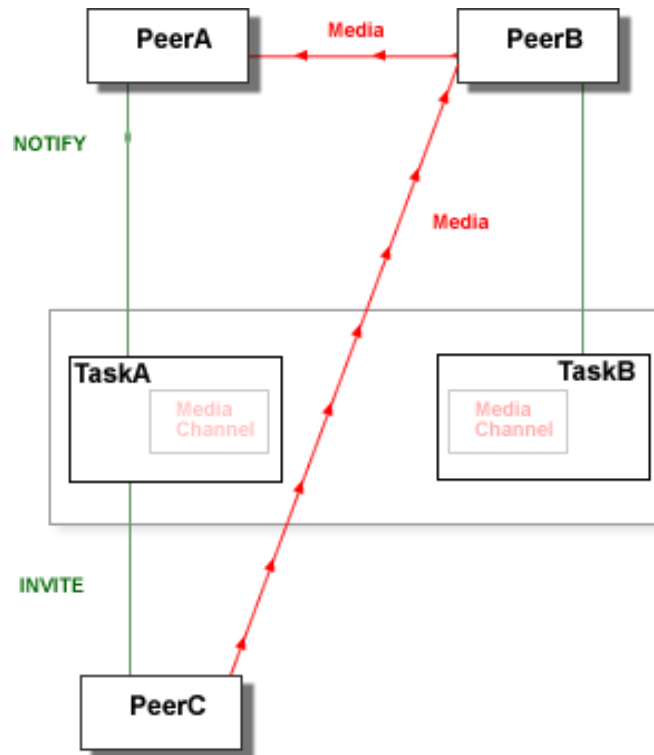 PeerA
Media
PeerB
NOTIFY
Media
TaskA
TaskB
Media
Channel
Media
Channel
INVITE
PeerC